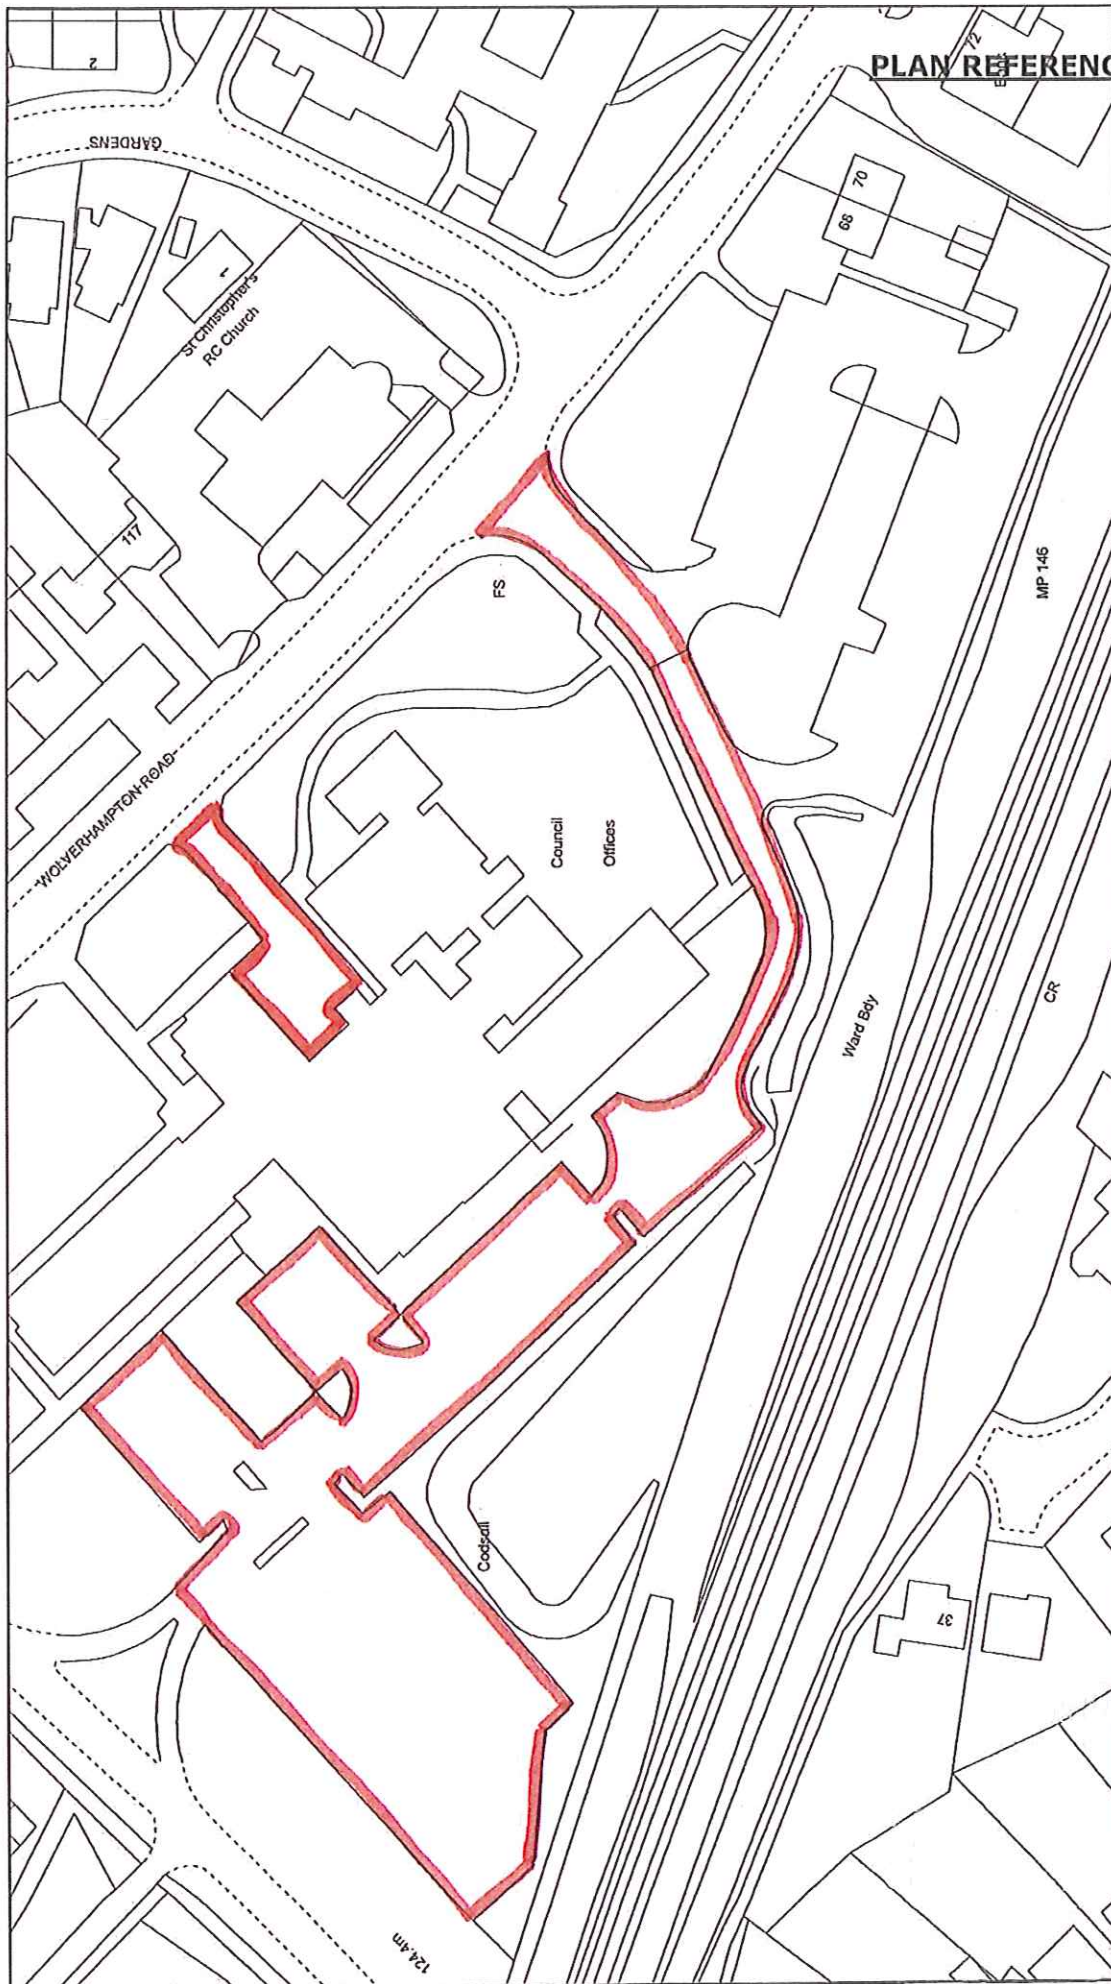 PLAN REFERENC
2
GARDENS
72
70
68
1
St Christopher's
RC Church
117
FS
MP 146
WOLVERHAMPTON ROAD
Council
Offices
Ward Bdy
CR
Codsall
37
124.4m